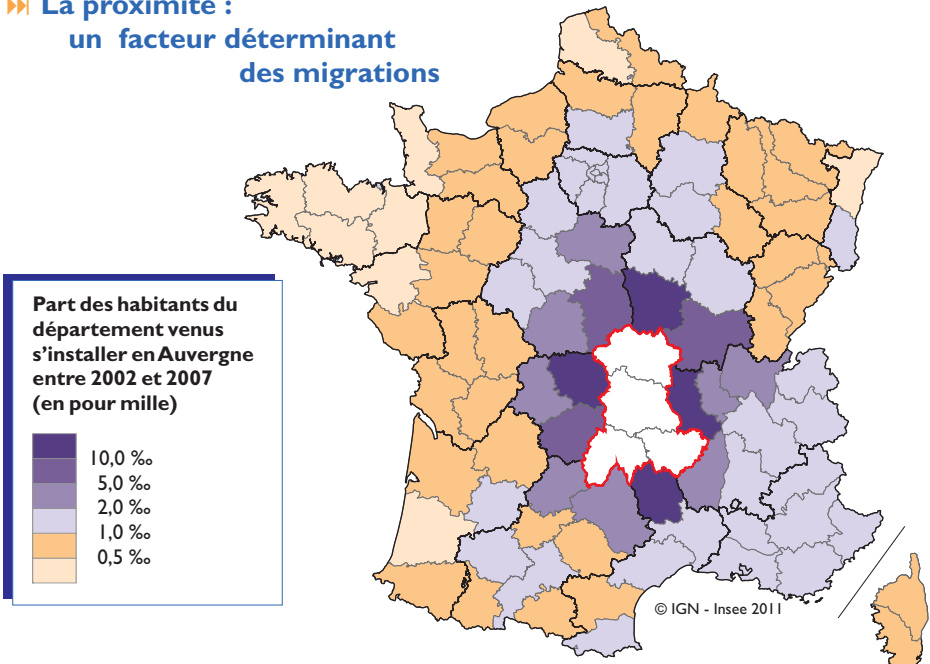 La proximité :
un facteur déterminant
des migrations
Part des habitants du
département venus
s'installer en Auvergne
entre 2002 et 2007
(en pour mille)
10,0 ‰
5,0 ‰
2,0 ‰
1,0 ‰
0,5 ‰
© IGN - Insee 2011